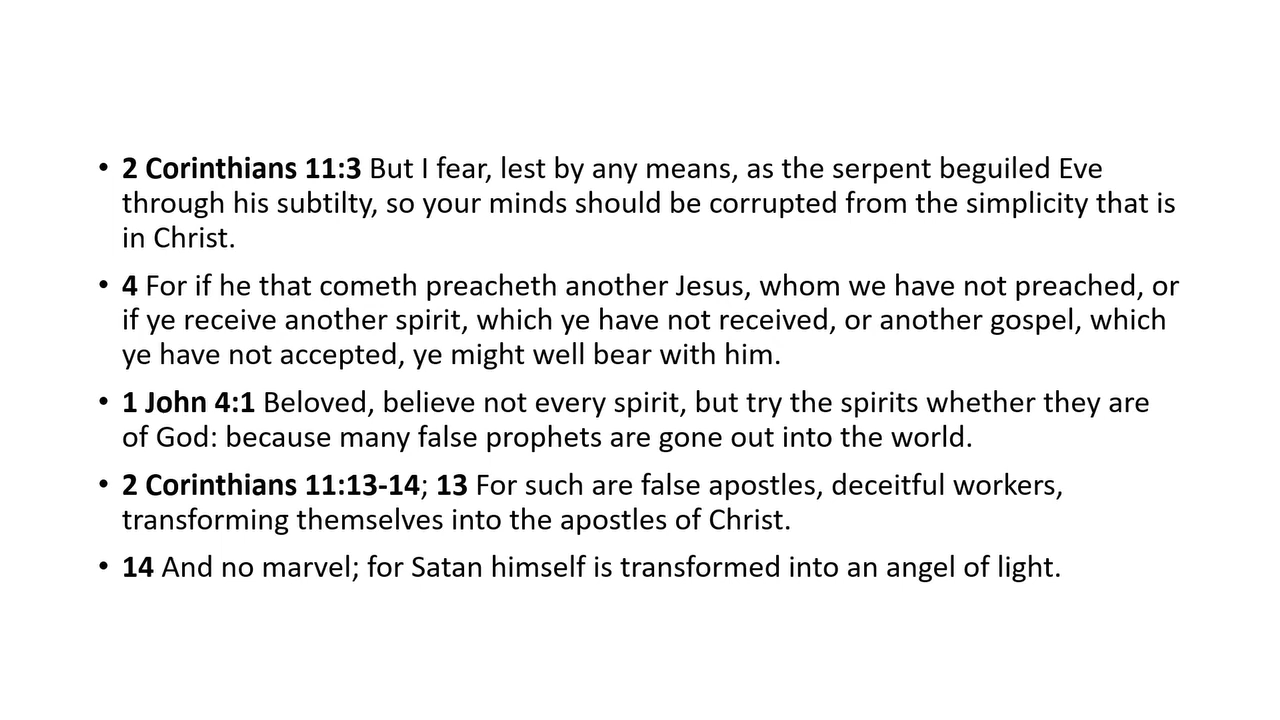 • 2 Corinthians 11:3 But I fear, lest by any means, as the serpent beguiled Eve
through his subtilty, so your minds should be corrupted from the simplicity that is
in Christ.
• 4 For if he that cometh preacheth another Jesus, whom we have not preached, or
if ye receive another spirit, which ye have not received, or another gospel, which
ye have not accepted, ye might well bear with him.
• 1 John 4:1 Beloved, believe not every spirit, but try the spirits whether they are
of God: because many false prophets are gone out into the world.
• 2 Corinthians 11:13-14; 13 For such are false apostles, deceitful workers,
transforming themselves into the apostles of Christ.
• 14 And no marvel; for Satan himself is transformed into an angel of light.